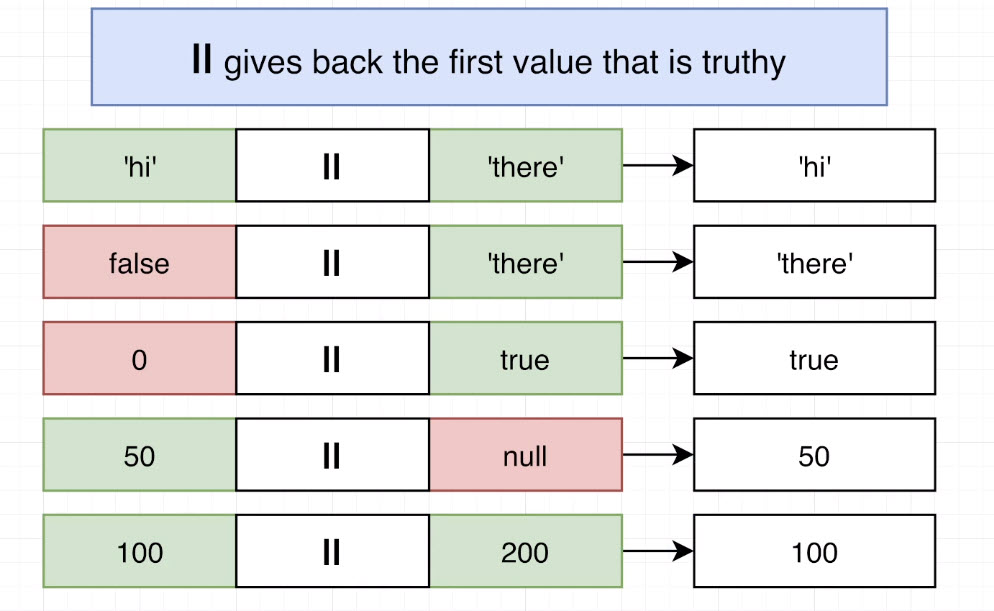 || gives back the first value that is truthy
'hi' || 'there' 'hi'
false || 'there' 'there'
0 || true true
50 || null 50
100 || 200 100